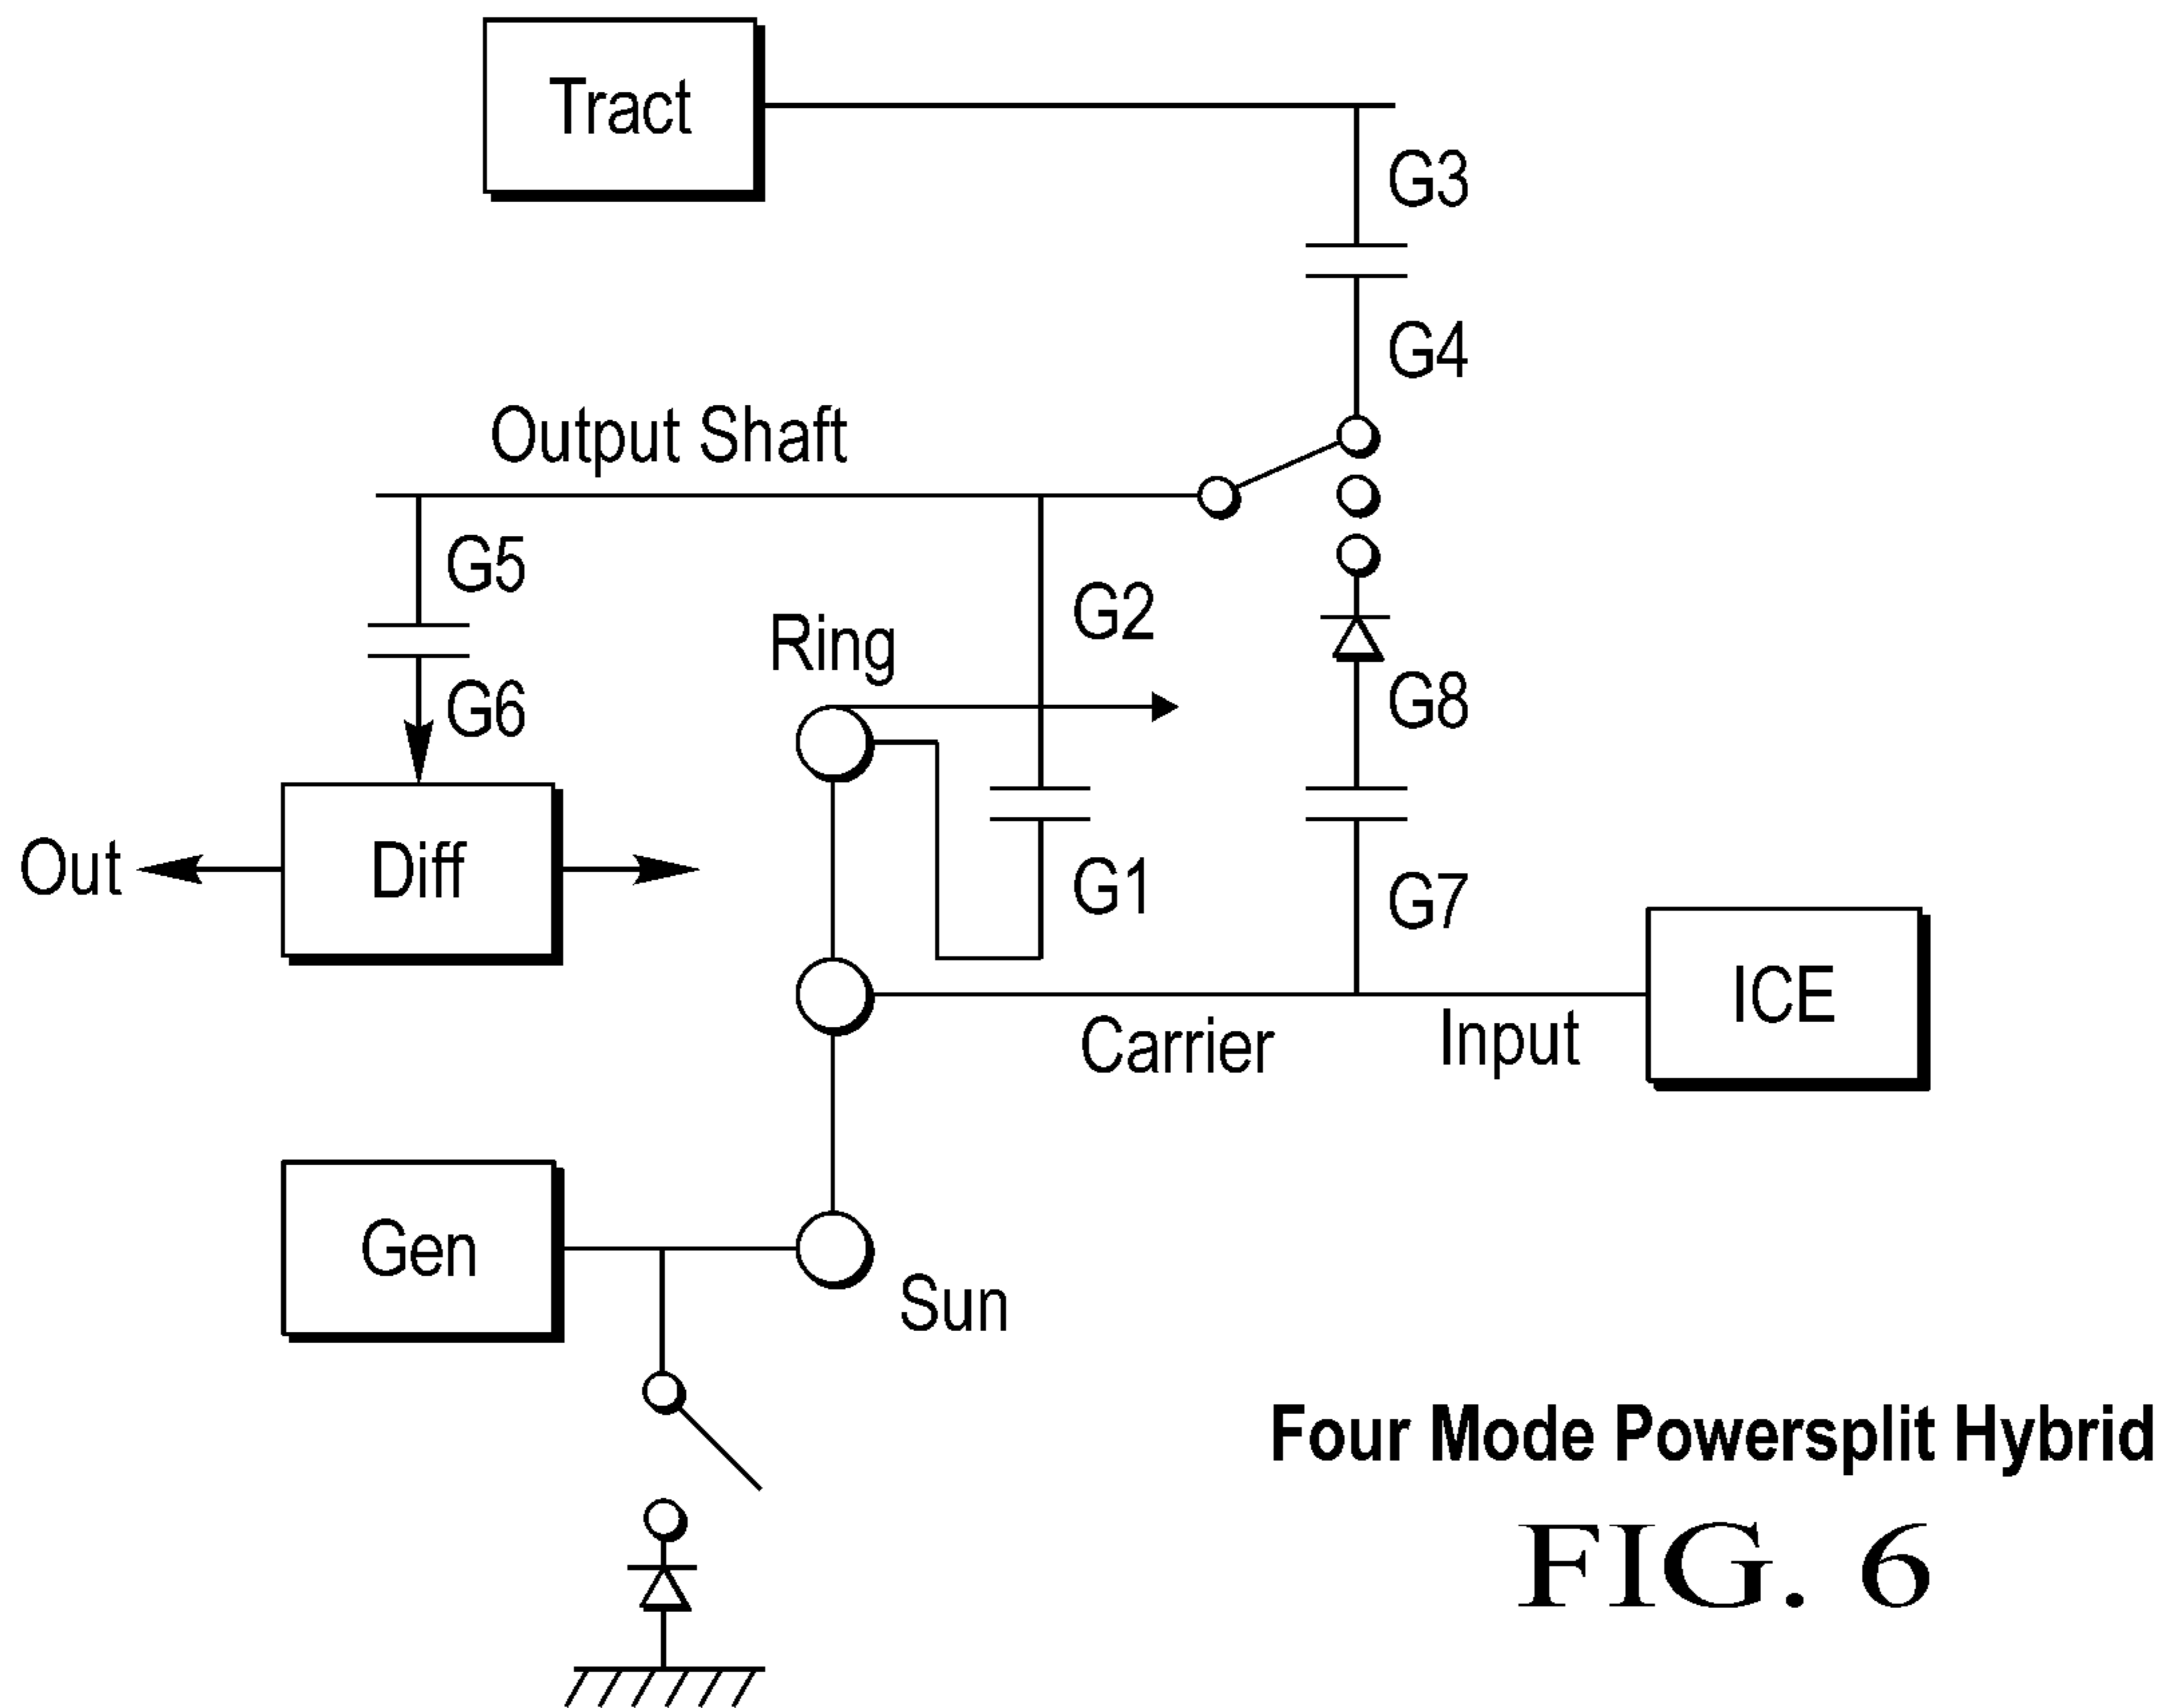 Tract
G3
G4
Output Shaft
G5
G2
Ring
G6
G8
Out
Diff
G1
G7
ICE
Carrier
Input
Gen
Sun
Four Mode Powersplit Hybrid
FIG. 6